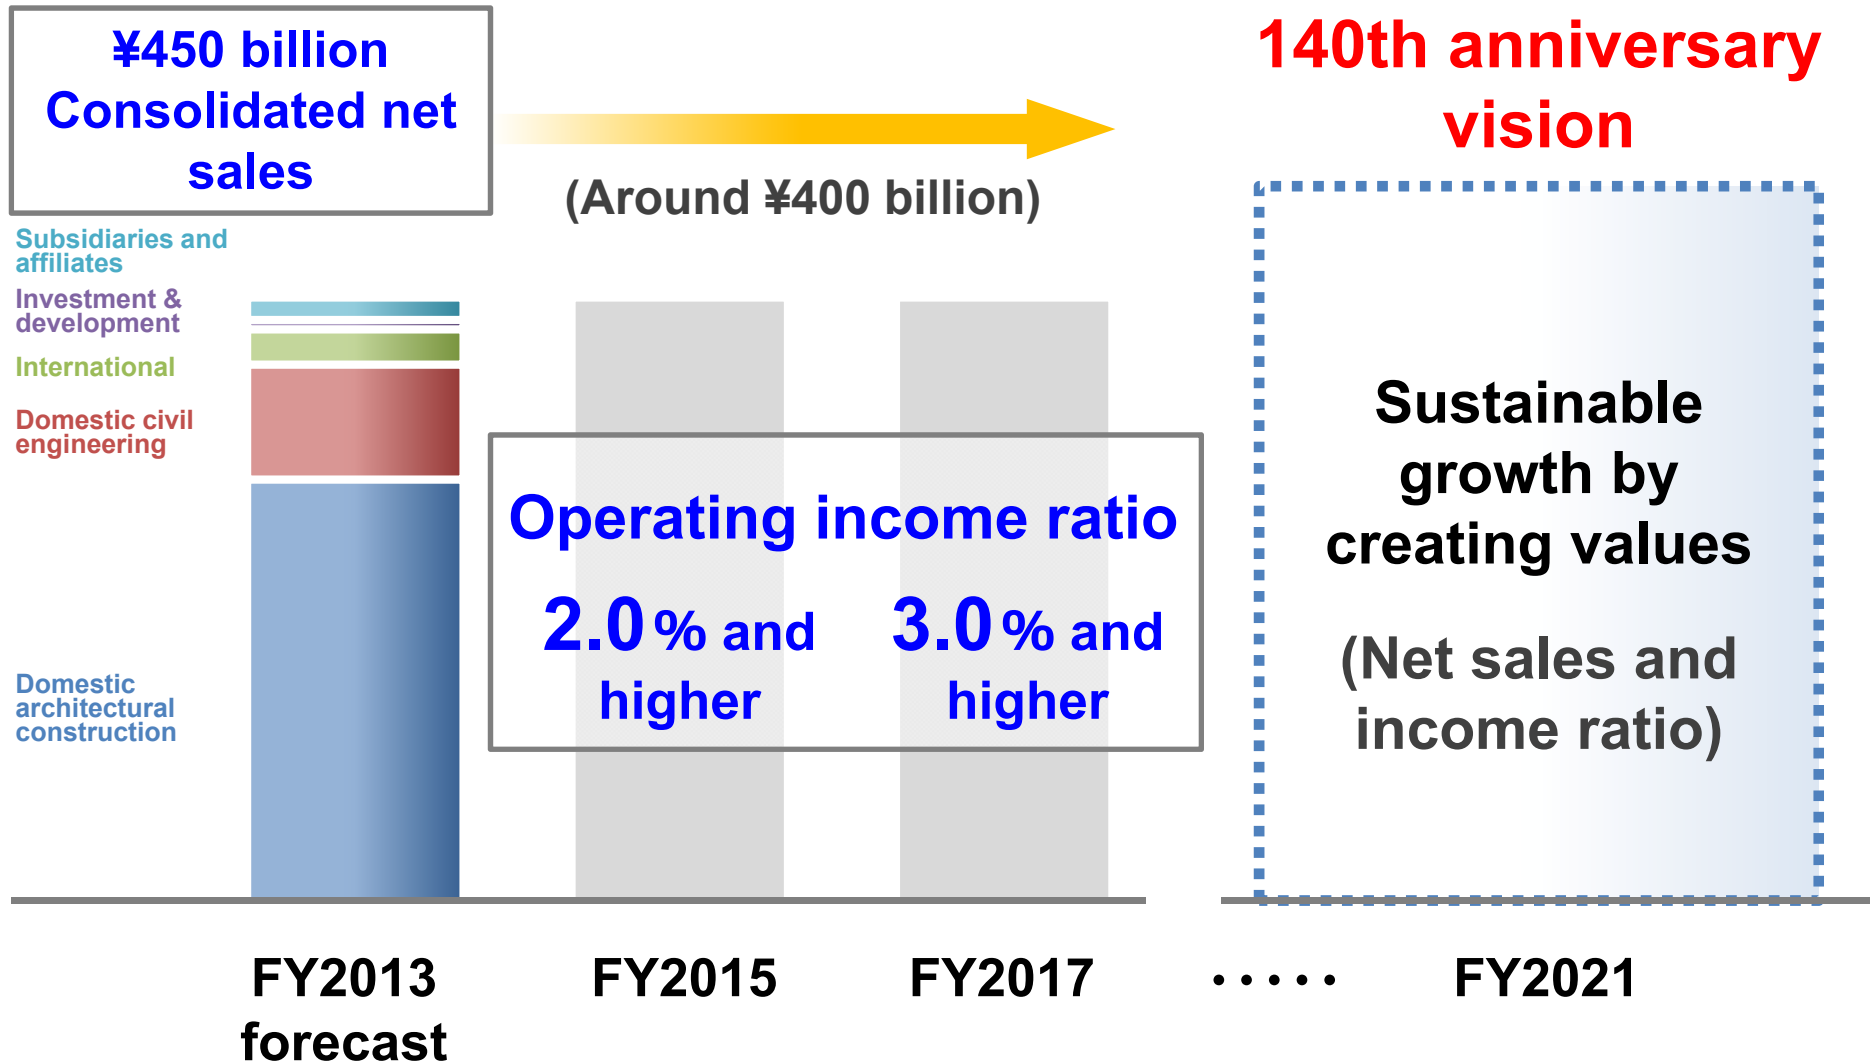 ¥450 billion
Consolidated net
sales
(Around ¥400 billion)
140th anniversary
vision
Subsidiaries and
affiliates
Investment &
development
International
Domestic civil
engineering
Domestic
architectural
construction
Operating income ratio
2.0 % and
higher
3.0 % and
higher
Sustainable
growth by
creating values
(Net sales and
income ratio)
FY2013
forecast
FY2015
FY2017
・・・・・
FY2021